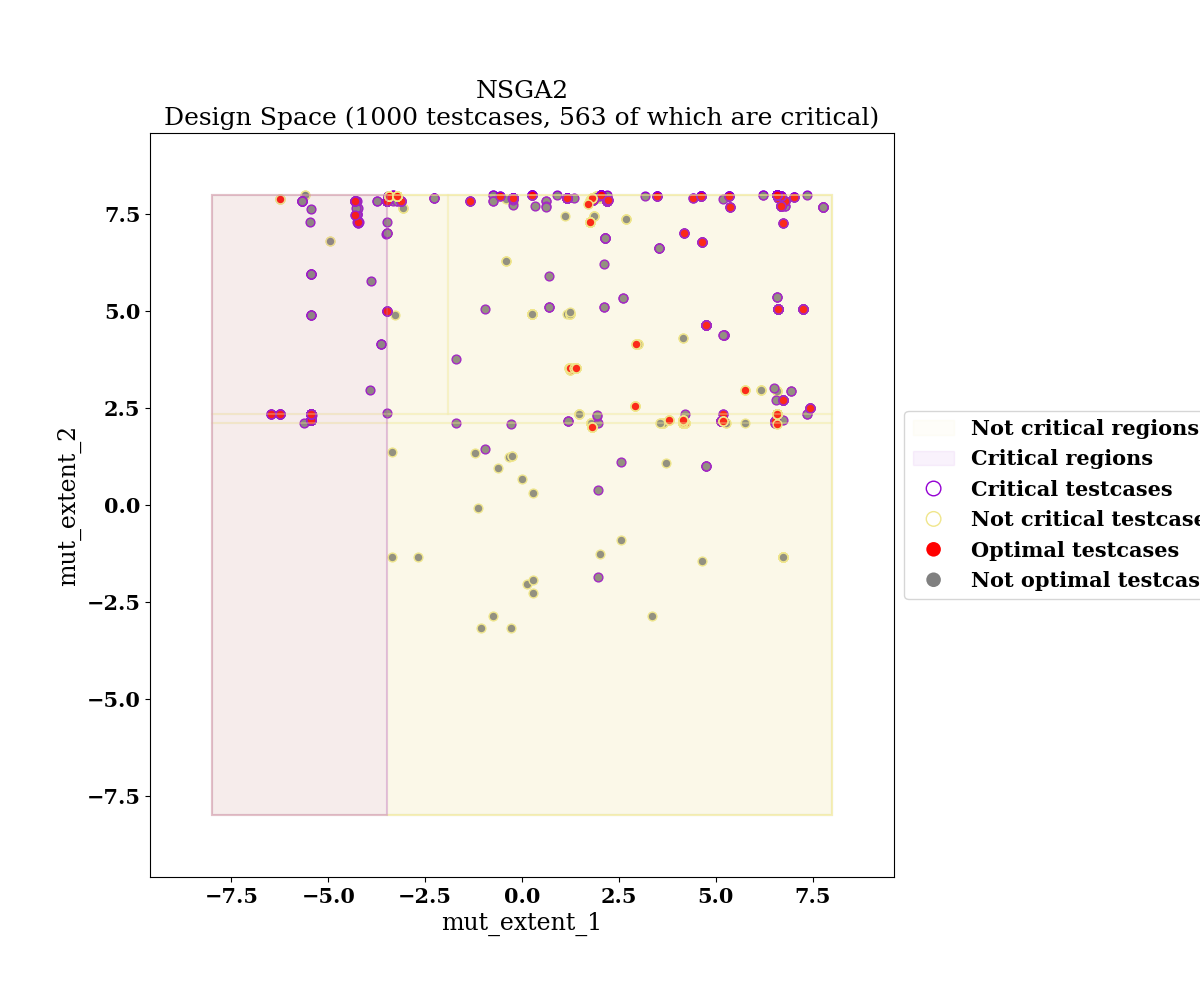 NSGA2
Design Space (1000 testcases, 563 of which are critical)
mut_extent_2
7.5
5.0
2.5
0.0
−2.5
−5.0
−7.5
−7.5
−5.0
−2.5
0.0
2.5
5.0
7.5
mut_extent_1
Not critical regions
Critical regions
Critical testcases
Not critical testcase
Optimal testcases
Not optimal testcas